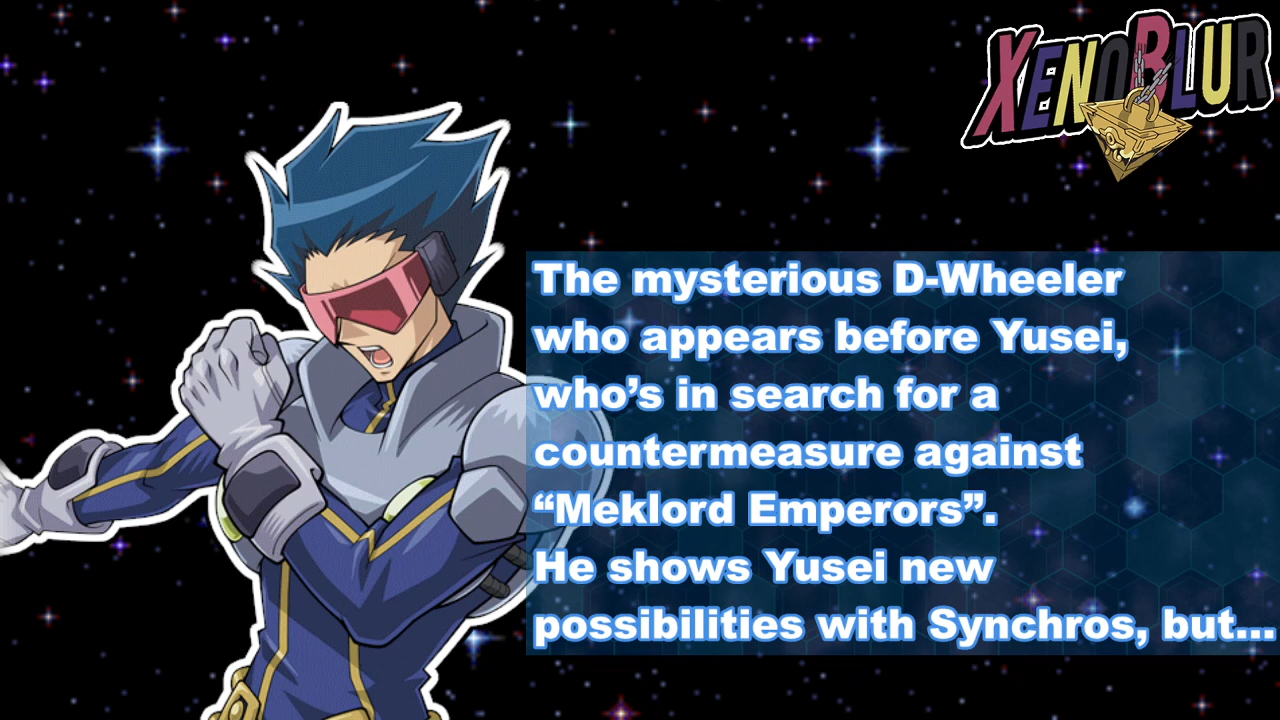 XENOBLUR
The mysterious D-Wheeler
who appears before Yusei,
who’s in search for a
countermeasure against
“Meklord Emperors”.
He shows Yusei new
possibilities with Synchros, but...